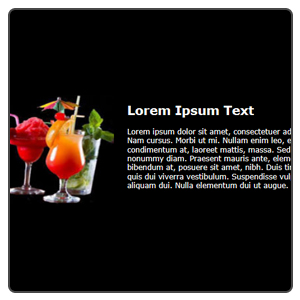 Lorem Ipsum Text
Lorem ipsum dolor sit amet, consectetuer ad
Nam cursus. Morbi ut mi. Nullam enim leo, e
condimentum at, laoreet mattis, massa. Sed
nonummy diam. Praesent mauris ante, elem
bibendum at, posuere sit amet, nibh. Duis ti
quis dui viverra vestibulum. Suspendisse vul
aliquam dui. Nulla elementum dui ut augue.